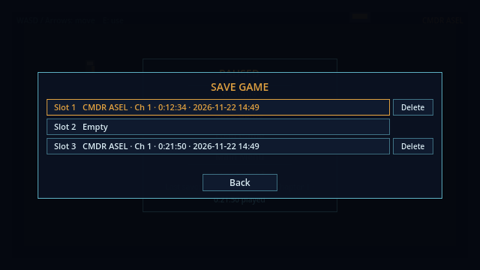 SAVE GAME
Slot 1 CMDR ASEL · Ch 1 · 0:12:34 · 2026-11-22 14:49 Delete
Slot 2 Empty
Slot 3 CMDR ASEL · Ch 1 · 0:21:50 · 2026-11-22 14:49 Delete
Back